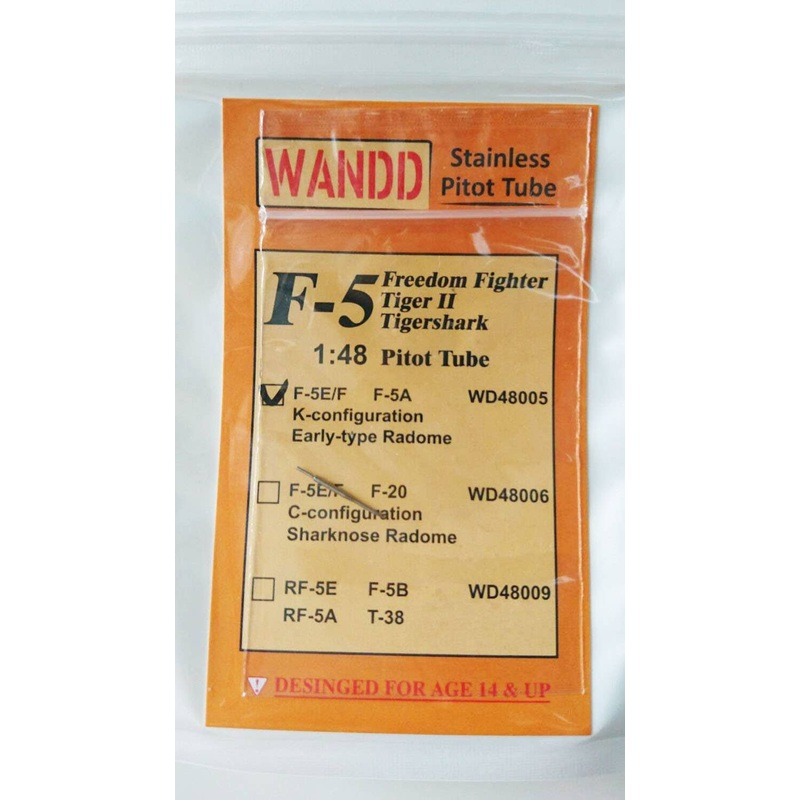 WANDD
Stainless
Pitot Tube
F-5 Freedom Fighter
Tiger II
Tigershark
1:48 Pitot Tube
F-5E/F F-5A WD48005
K-configuration
Early-type Radome
F-5E/F F-20 WD48006
C-configuration
Sharknose Radome
RF-5E F-5B WD48009
RF-5A T-38
! DESINGED FOR AGE 14 & UP